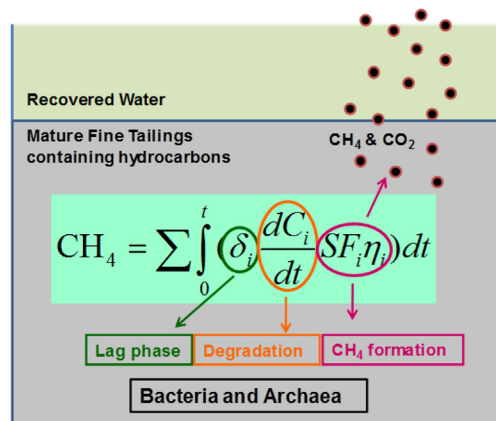 Recovered Water
Mature Fine Tailings
containing hydrocarbons
CH₄ & CO₂
CH₄ = ∑ ∫₀ᵗ (δᵢ dCᵢ/dt SFᵢηᵢ)dt
Lag phase Degradation CH₄ formation
Bacteria and Archaea